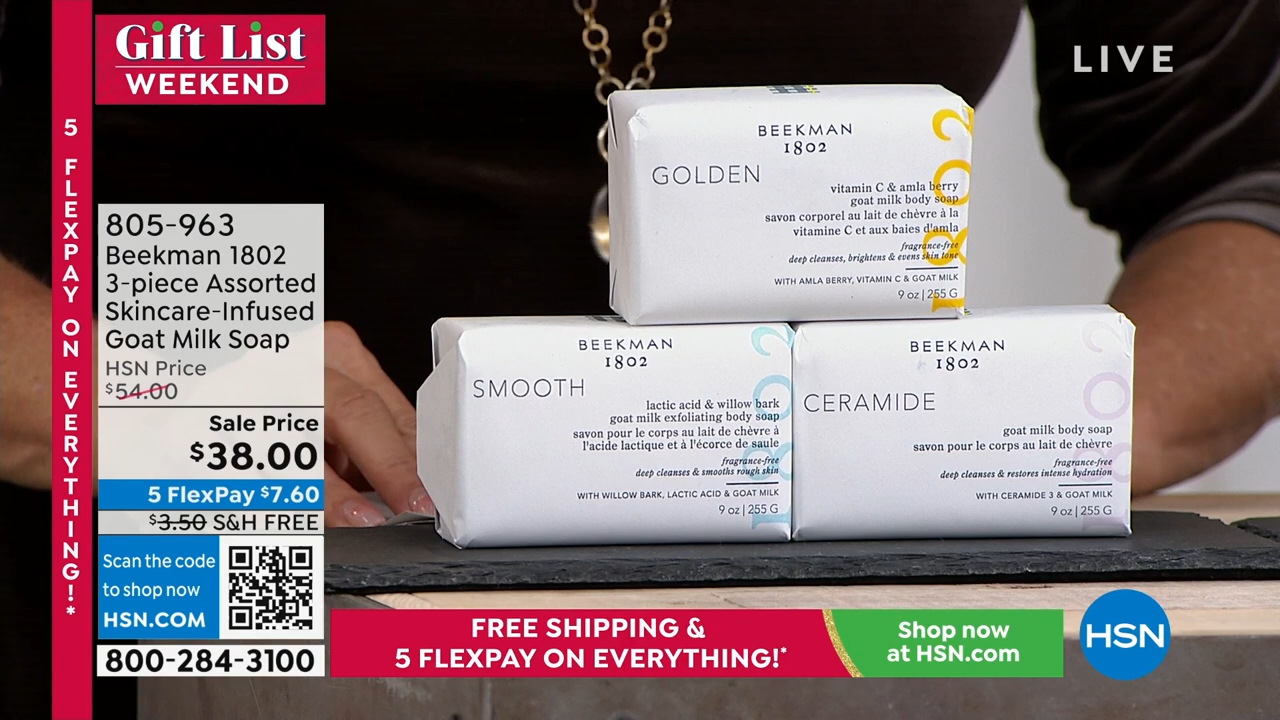 Gift List
WEEKEND
5 FLEXPAY ON EVERYTHING!*
LIVE
805-963
Beekman 1802
3-piece Assorted
Skincare-Infused
Goat Milk Soap
HSN Price
$54.00
Sale Price
$38.00
5 FlexPay $7.60
$3.50 S&H FREE
Scan the code
to shop now
HSN.COM
800-284-3100
BEEKMAN
1802
GOLDEN
vitamin C & amla berry
goat milk body soap
savon corporel au lait de chèvre à la
vitamine C et aux baies d'amla
fragrance-free
deep cleanses, brightens & evens skin tone
WITH AMLA BERRY, VITAMIN C & GOAT MILK
9 oz | 255 G
1802
BEEKMAN
1802
SMOOTH
lactic acid & willow bark
goat milk exfoliating body soap
savon pour le corps au lait de chèvre à
l'acide lactique et à l'écorce de saule
fragrance-free
deep cleanses & smooths rough skin
WITH WILLOW BARK, LACTIC ACID & GOAT MILK
9 oz | 255 G
1802
BEEKMAN
1802
CERAMIDE
goat milk body soap
savon pour le corps au lait de chèvre
fragrance-free
deep cleanses & restores intense hydration
WITH CERAMIDE 3 & GOAT MILK
9 oz | 255 G
1802
FREE SHIPPING &
5 FLEXPAY ON EVERYTHING!*
Shop now
at HSN.com
HSN